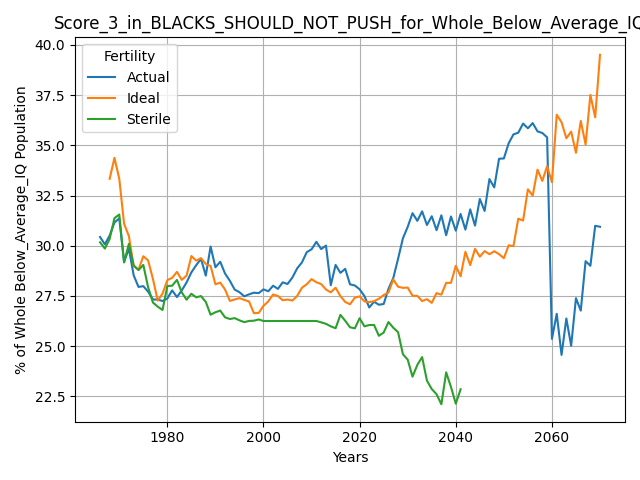 Score_3_in_BLACKS_SHOULD_NOT_PUSH_for_Whole_Below_Average_IQ
40.0
37.5
35.0
32.5
30.0
27.5
25.0
22.5
% of Whole Below_Average_IQ Population
Fertility
Actual
Ideal
Sterile
1980
2000
2020
2040
2060
Years